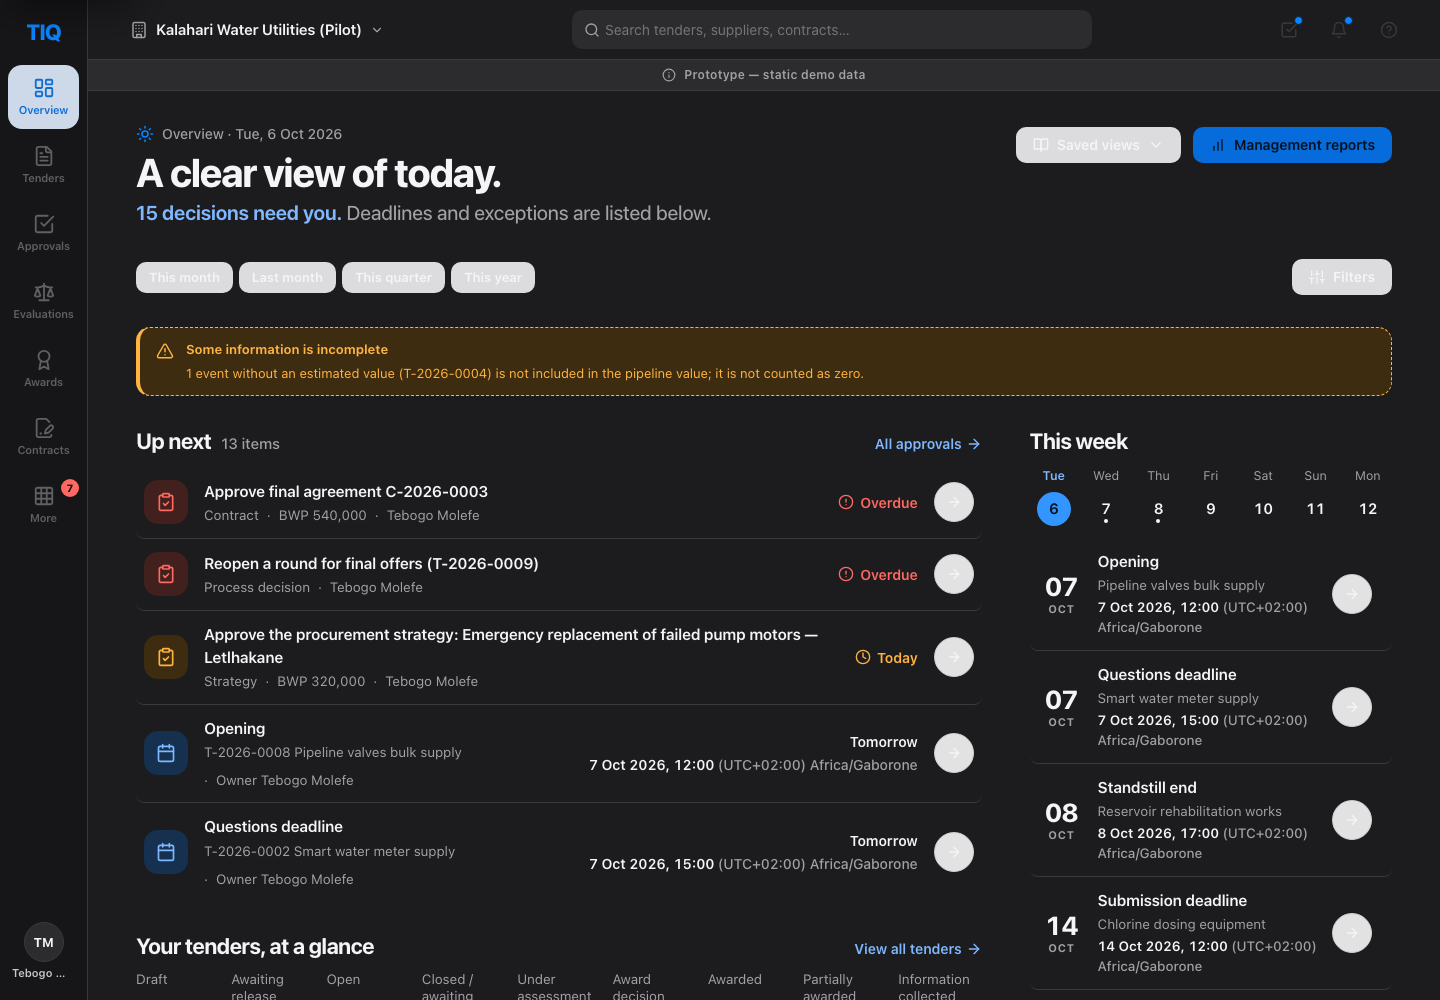 TIQ
Kalahari Water Utilities (Pilot)
Search tenders, suppliers, contracts...
Prototype — static demo data
Overview
Tenders
Approvals
Evaluations
Awards
Contracts
7
More
TM
Tebogo ...
Overview · Tue, 6 Oct 2026
A clear view of today.
15 decisions need you. Deadlines and exceptions are listed below.
Saved views
Management reports
This month
Last month
This quarter
This year
Filters
Some information is incomplete
1 event without an estimated value (T-2026-0004) is not included in the pipeline value; it is not counted as zero.
Up next 13 items
All approvals
Approve final agreement C-2026-0003
Contract · BWP 540,000 · Tebogo Molefe
Overdue
Reopen a round for final offers (T-2026-0009)
Process decision · Tebogo Molefe
Overdue
Approve the procurement strategy: Emergency replacement of failed pump motors —
Letlhakane
Strategy · BWP 320,000 · Tebogo Molefe
Today
Opening
T-2026-0008 Pipeline valves bulk supply
· Owner Tebogo Molefe
Tomorrow
7 Oct 2026, 12:00 (UTC+02:00) Africa/Gaborone
Questions deadline
T-2026-0002 Smart water meter supply
· Owner Tebogo Molefe
Tomorrow
7 Oct 2026, 15:00 (UTC+02:00) Africa/Gaborone
Your tenders, at a glance
View all tenders
Draft
Awaiting
release
Open
Closed /
awaiting
Under
assessment
Award
decision
Awarded
Partially
awarded
Information
collected
This week
Tue Wed Thu Fri Sat Sun Mon
6 7 8 9 10 11 12
07
OCT
Opening
Pipeline valves bulk supply
7 Oct 2026, 12:00 (UTC+02:00)
Africa/Gaborone
07
OCT
Questions deadline
Smart water meter supply
7 Oct 2026, 15:00 (UTC+02:00)
Africa/Gaborone
08
OCT
Standstill end
Reservoir rehabilitation works
8 Oct 2026, 17:00 (UTC+02:00)
Africa/Gaborone
14
OCT
Submission deadline
Chlorine dosing equipment
14 Oct 2026, 12:00 (UTC+02:00)
Africa/Gaborone